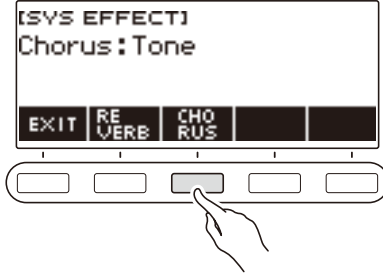 [SYS EFFECT]
Chorus:Tone
EXIT
RE
VERB
CHO
RUS